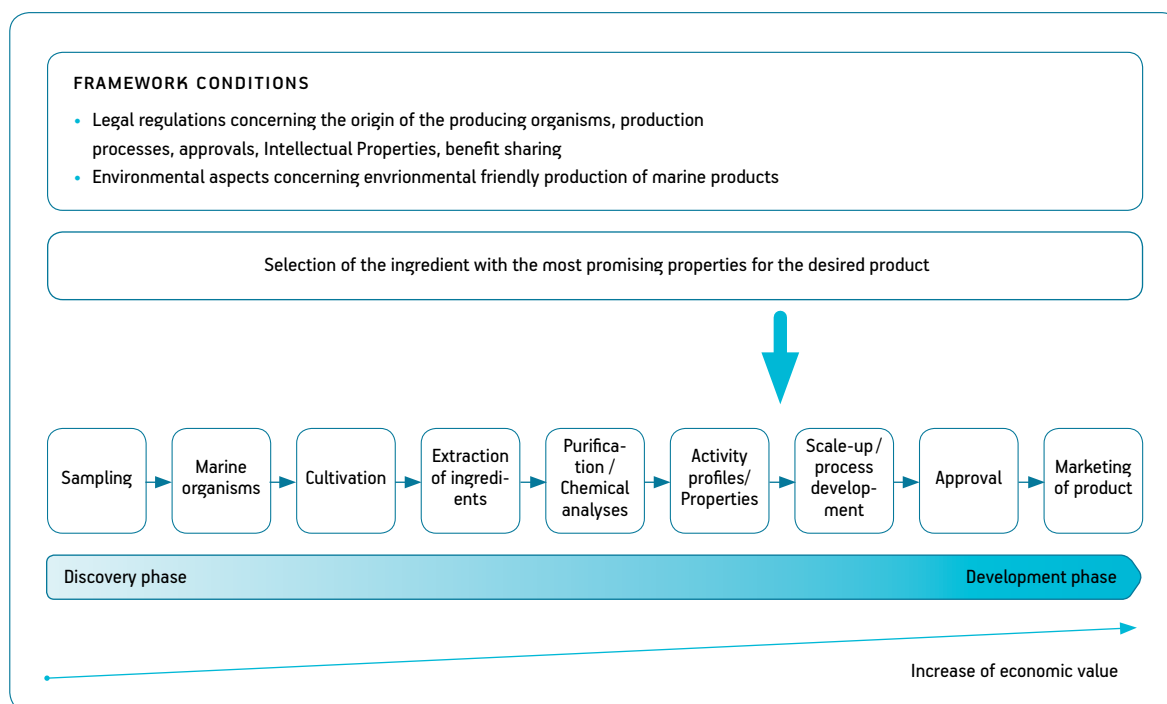 FRAMEWORK CONDITIONS
• Legal regulations concerning the origin of the producing organisms, production
processes, approvals, Intellectual Properties, benefit sharing
• Environmental aspects concerning envrionmental friendly production of marine products
Selection of the ingredient with the most promising properties for the desired product
Sampling
Marine
organisms
Cultivation
Extraction
of ingredi-
ents
Purifica-
tion /
Chemical
analyses
Activity
profiles/
Properties
Scale-up /
process
develop-
ment
Approval
Marketing
of product
Discovery phase
Development phase
Increase of economic value